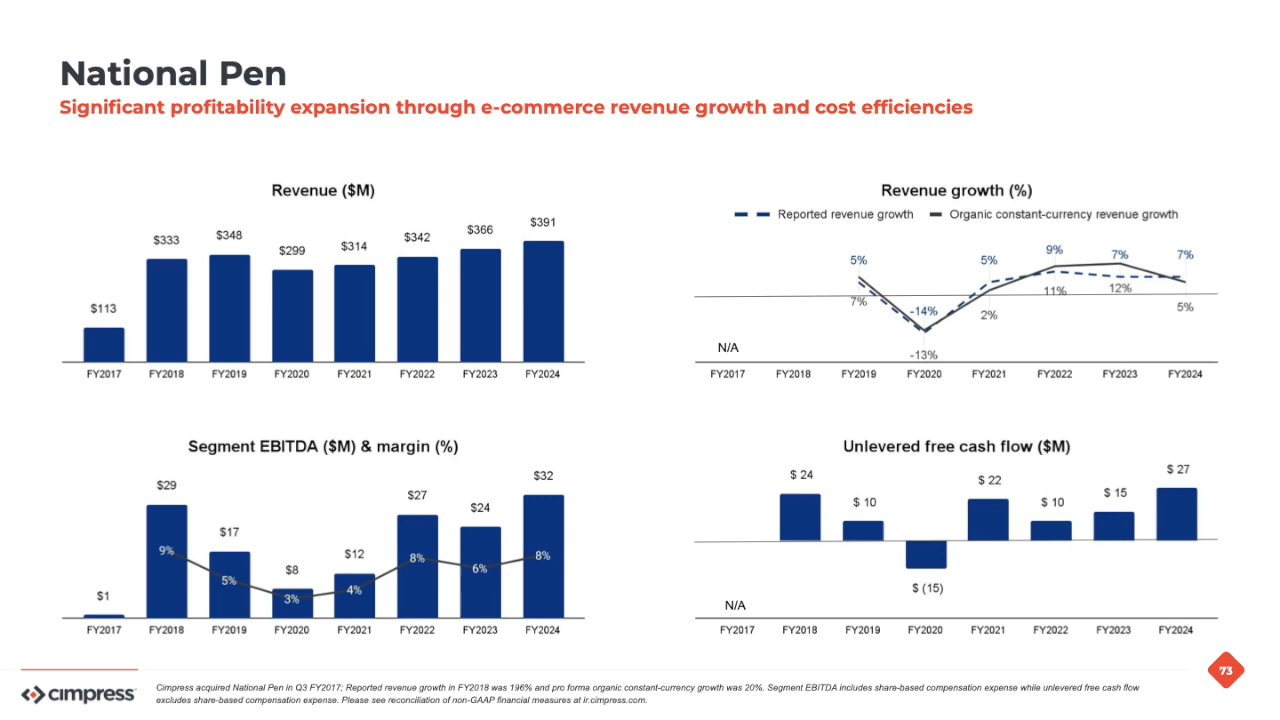 National Pen
Significant profitability expansion through e-commerce revenue growth and cost efficiencies
Revenue ($M)
$113
$333
$348
$299
$314
$342
$366
$391
FY2017 FY2018 FY2019 FY2020 FY2021 FY2022 FY2023 FY2024
Revenue growth (%)
Reported revenue growth Organic constant-currency revenue growth
5% -14% 5% 9% 7% 7%
7% -13% 2% 11% 12% 5%
N/A
FY2017 FY2018 FY2019 FY2020 FY2021 FY2022 FY2023 FY2024
Segment EBITDA ($M) & margin (%)
$1 $29 $17 $8 $12 $27 $24 $32
9% 5% 3% 4% 8% 6% 8%
FY2017 FY2018 FY2019 FY2020 FY2021 FY2022 FY2023 FY2024
Unlevered free cash flow ($M)
$ 24 $ 10 $ (15) $ 22 $ 10 $ 15 $ 27
N/A
FY2017 FY2018 FY2019 FY2020 FY2021 FY2022 FY2023 FY2024
73
cimpress
Cimpress acquired National Pen in Q3 FY2017; Reported revenue growth in FY2018 was 196% and pro forma organic constant-currency growth was 20%. Segment EBITDA includes share-based compensation expense while unlevered free cash flow
excludes share-based compensation expense. Please see reconciliation of non-GAAP financial measures at ir.cimpress.com.